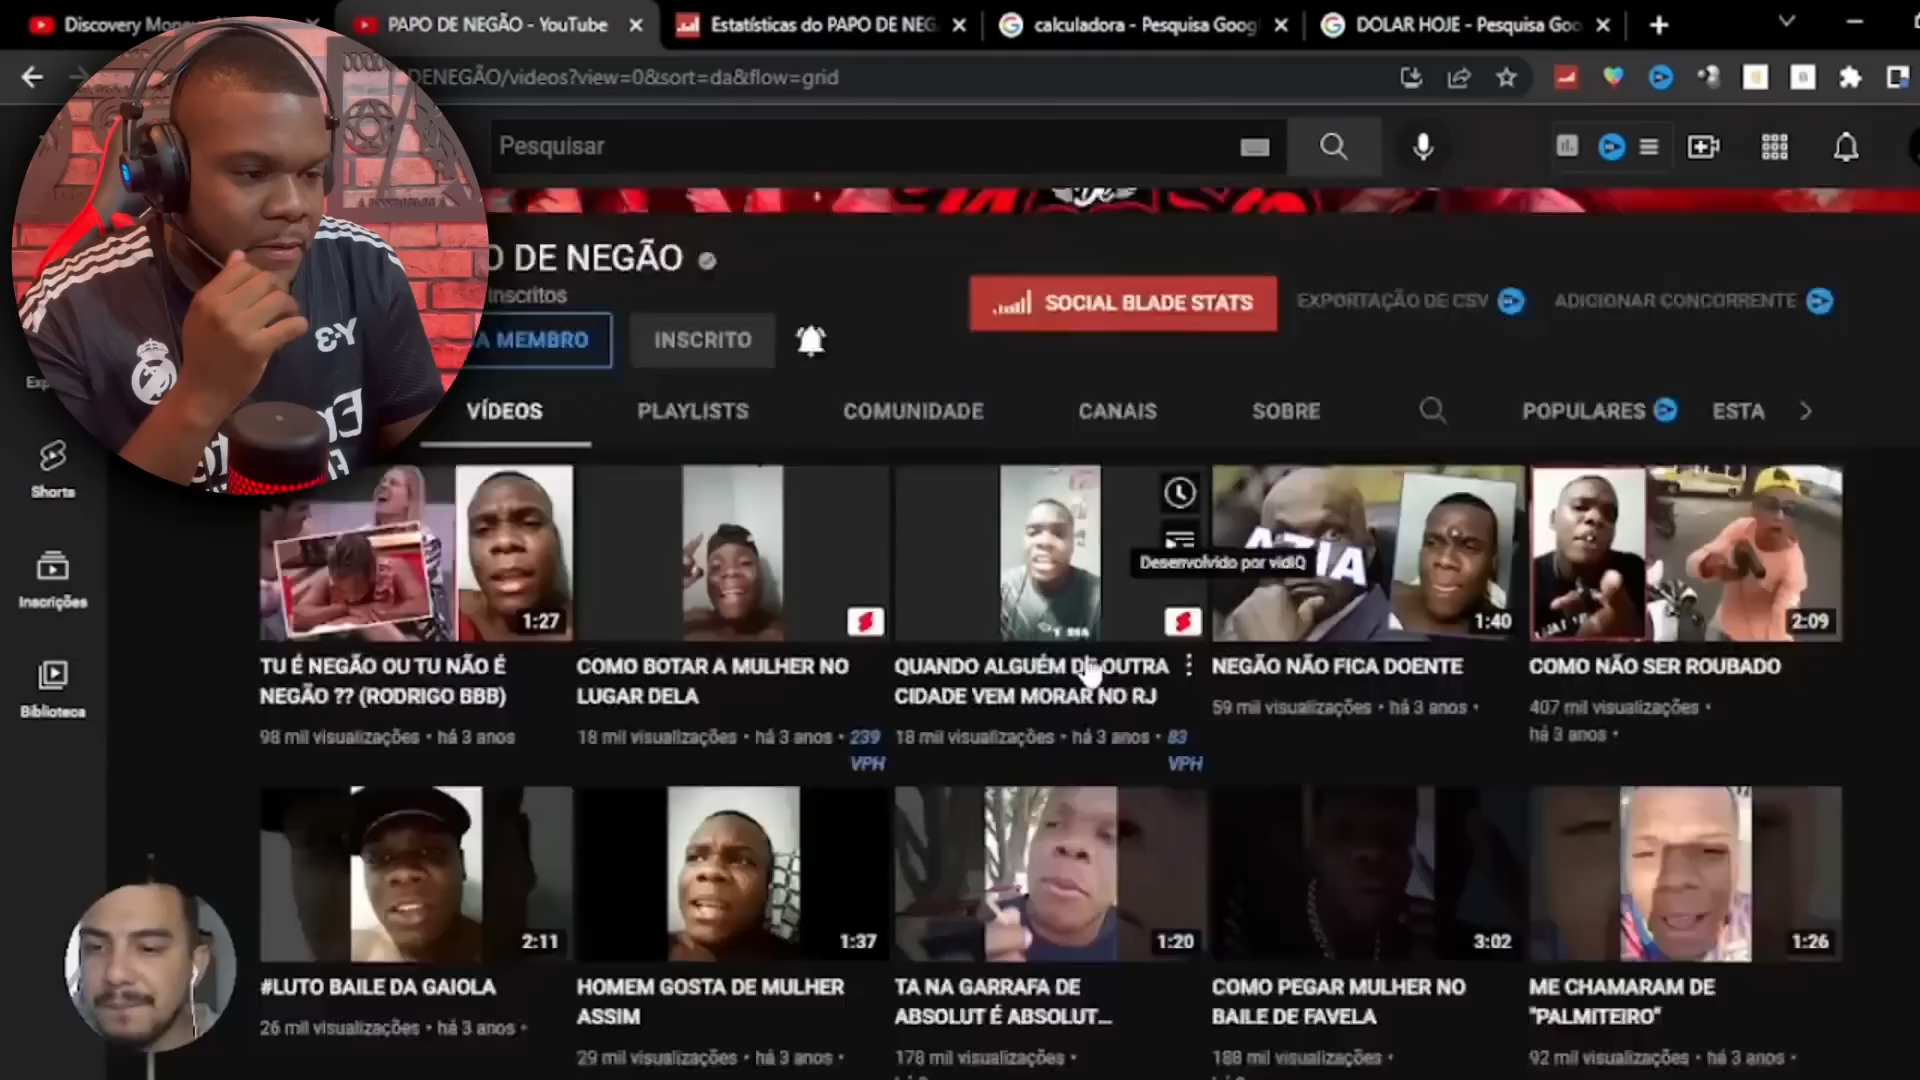 Discovery Mon
PAPO DE NEGÃO - YouTube
Estatísticas do PAPO DE NEG
calculadora - Pesquisa Goog
DOLAR HOJE - Pesquisa Goo
DENEGÃO/videos?view=0&sort=da&flow=grid
Pesquisar
O DE NEGÃO
inscritos
SOCIAL BLADE STATS
EXPORTAÇÃO DE CSV
ADICIONAR CONCORRENTE
A MEMBRO
INSCRITO
Exp
VÍDEOS
PLAYLISTS
COMUNIDADE
CANAIS
SOBRE
POPULARES
ESTA
Shorts
Inscrições
Biblioteca
Y-3
Desenvolvido por vidIQ
AZIA
1:27
1:40
2:09
TU É NEGÃO OU TU NÃO É
NEGÃO ?? (RODRIGO BBB)
98 mil visualizações • há 3 anos
COMO BOTAR A MULHER NO
LUGAR DELA
18 mil visualizações • há 3 anos • 239
VPH
QUANDO ALGUÉM DE OUTRA
CIDADE VEM MORAR NO RJ
18 mil visualizações • há 3 anos • 83
VPH
NEGÃO NÃO FICA DOENTE
59 mil visualizações • há 3 anos •
COMO NÃO SER ROUBADO
407 mil visualizações •
há 3 anos •
2:11
1:37
1:20
3:02
1:26
#LUTO BAILE DA GAIOLA
26 mil visualizações • há 3 anos •
HOMEM GOSTA DE MULHER
ASSIM
29 mil visualizações • há 3 anos •
TA NA GARRAFA DE
ABSOLUT É ABSOLUT...
178 mil visualizações •
COMO PEGAR MULHER NO
BAILE DE FAVELA
188 mil visualizações •
ME CHAMARAM DE
"PALMITEIRO"
92 mil visualizações • há 3 anos •